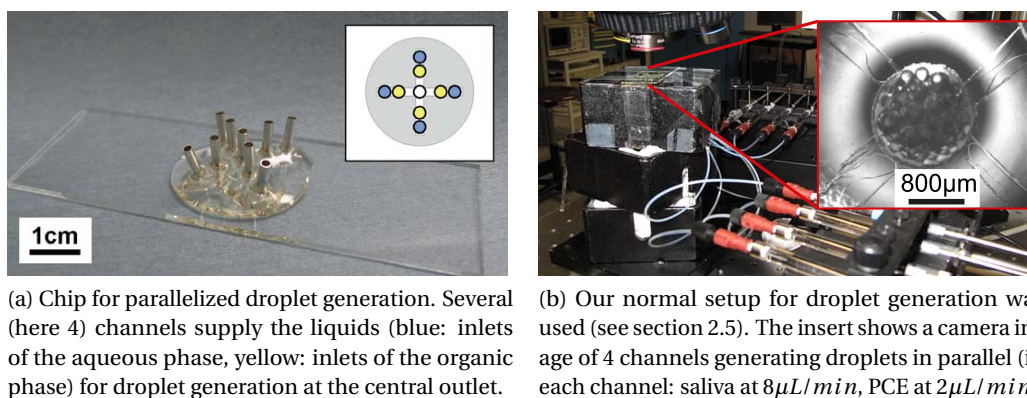 1cm
800μm
(a) Chip for parallelized droplet generation. Several
(here 4) channels supply the liquids (blue: inlets
of the aqueous phase, yellow: inlets of the organic
phase) for droplet generation at the central outlet.
(b) Our normal setup for droplet generation wa
used (see section 2.5). The insert shows a camera im
age of 4 channels generating droplets in parallel (i
each channel: saliva at 8μL/min, PCE at 2μL/min